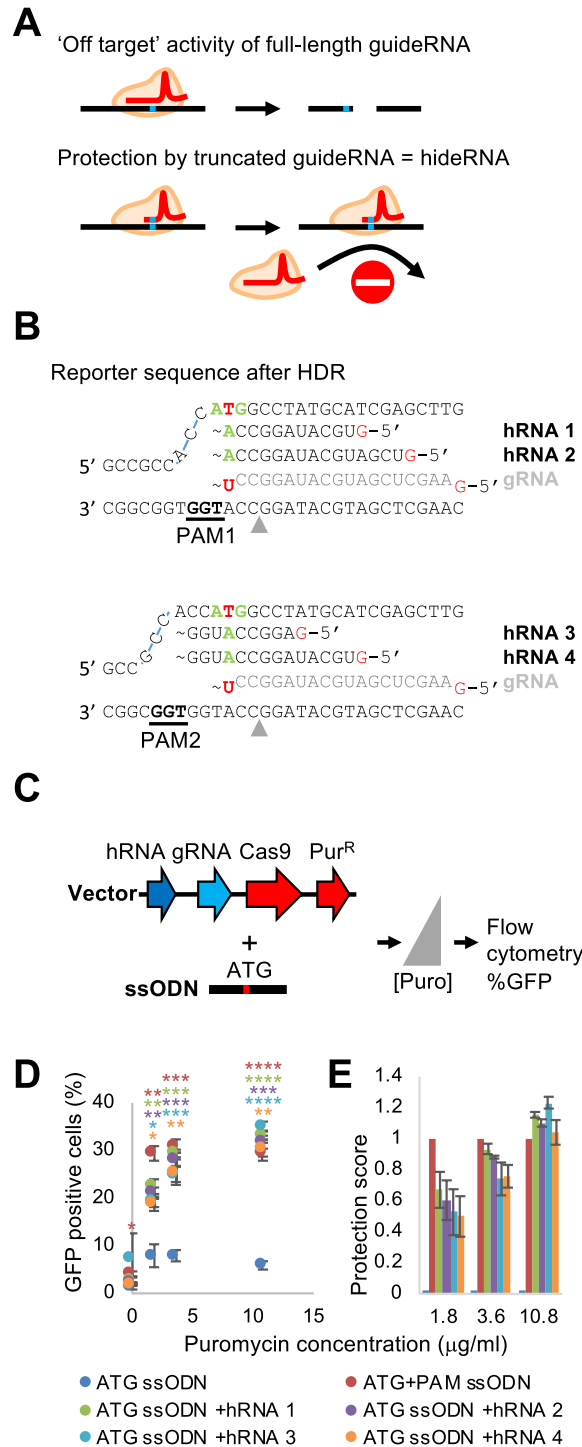 A
‘Off target’ activity of full-length guideRNA
Protection by truncated guideRNA = hideRNA
B
Reporter sequence after HDR
5’ GCCGCCACC ATGGCCTATGCATCGAGCTTG
~ACCGGAUACGUG–5’ hRNA 1
~ACCGGAUACGUAGCUG–5’ hRNA 2
~UCCGGAUACGUAGCUCGAAG–5’ gRNA
3’ CGGCGGTGGTACCGGATACGTAGCTCGAAC
PAM1
5’ GCCGCC ACCATGGCCTATGCATCGAGCTTG
~GGUACCGGAG–5’ hRNA 3
~GGUACCGGAUACGUG–5’ hRNA 4
~UCCGGAUACGUAGCUCGAAG–5’ gRNA
3’ CGGCGGTGGTACCGGATACGTAGCTCGAAC
PAM2
C
hRNA gRNA Cas9 PurR
Vector
+
ATG
ssODN
[Puro]
Flow cytometry %GFP
D
GFP positive cells (%)
40
30
20
10
0
0 5 10 15
*
**
**
**
*
*
***
***
***
***
**
****
****
***
****
**
E
Protection score
1.4
1.2
1
0.8
0.6
0.4
0.2
0
1.8 3.6 10.8
Puromycin concentration (μg/ml)
ATG ssODN
ATG+PAM ssODN
ATG ssODN +hRNA 1
ATG ssODN +hRNA 2
ATG ssODN +hRNA 3
ATG ssODN +hRNA 4